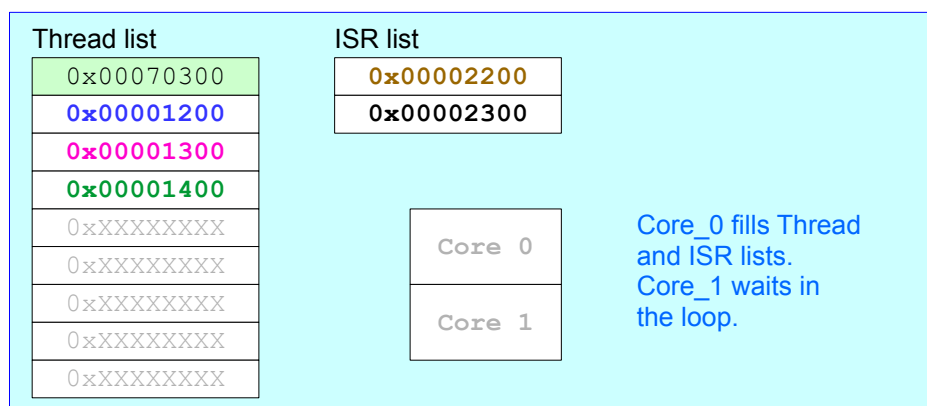 Thread list
0x00070300
0x00001200
0x00001300
0x00001400
0xXXXXXXXX
0xXXXXXXXX
0xXXXXXXXX
0xXXXXXXXX
0xXXXXXXXX
ISR list
0x00002200
0x00002300
Core 0
Core 1
Core_0 fills Thread
and ISR lists.
Core_1 waits in
the loop.